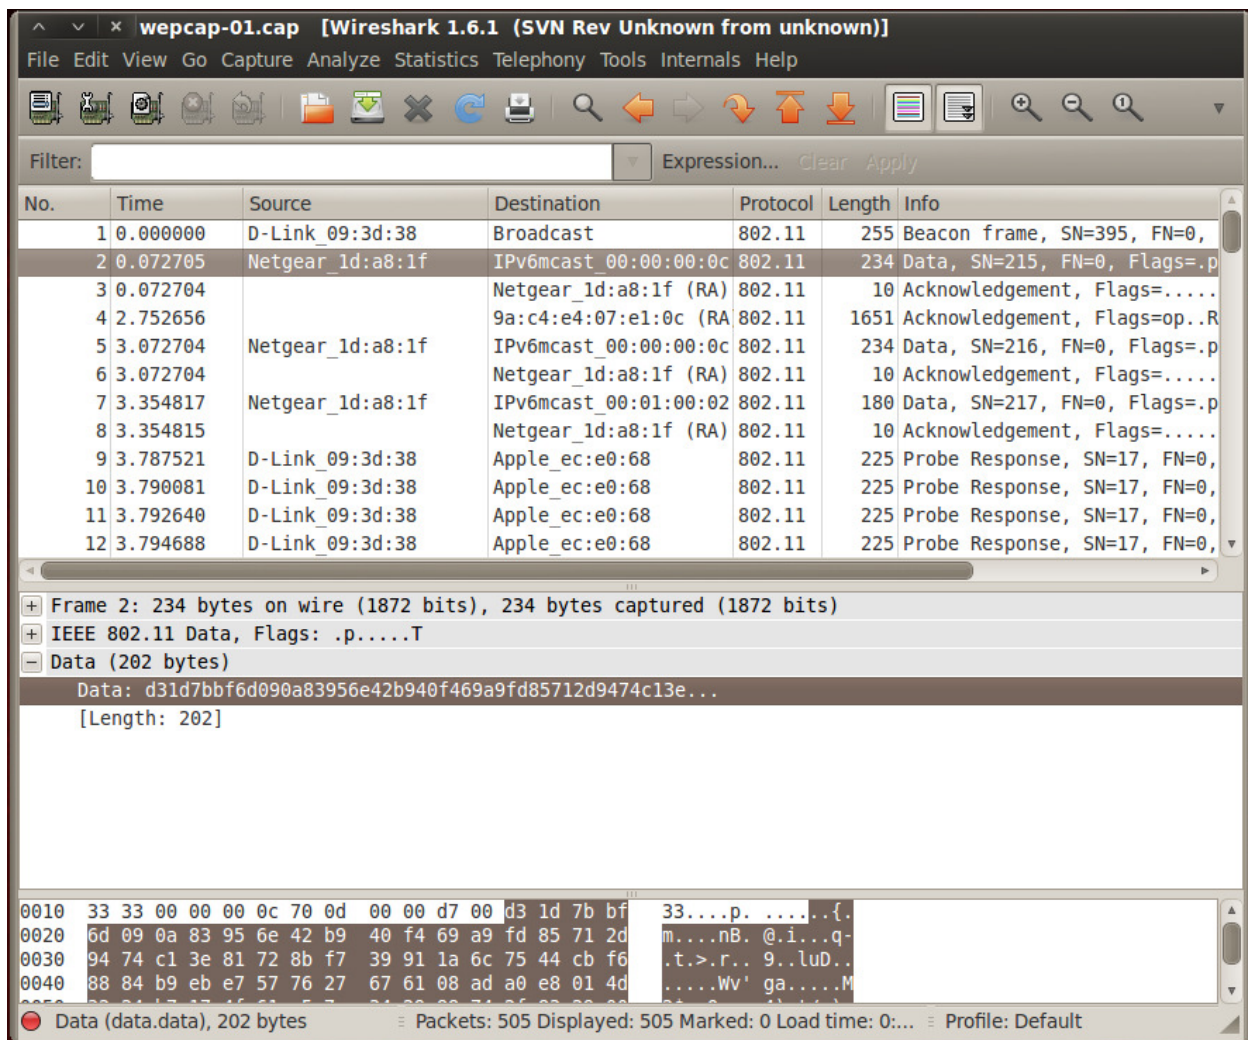 wepcap-01.cap [Wireshark 1.6.1 (SVN Rev Unknown from unknown)]
File Edit View Go Capture Analyze Statistics Telephony Tools Internals Help
Filter: Expression... Clear Apply
No. Time Source Destination Protocol Length Info
1 0.000000 D-Link_09:3d:38 Broadcast 802.11 255 Beacon frame, SN=395, FN=0,
2 0.072705 Netgear_1d:a8:1f IPv6mcast_00:00:00:0c 802.11 234 Data, SN=215, FN=0, Flags=.p
3 0.072704 Netgear_1d:a8:1f (RA) 802.11 10 Acknowledgement, Flags=.....
4 2.752656 9a:c4:e4:07:e1:0c (RA 802.11 1651 Acknowledgement, Flags=op..R
5 3.072704 Netgear_1d:a8:1f IPv6mcast_00:00:00:0c 802.11 234 Data, SN=216, FN=0, Flags=.p
6 3.072704 Netgear_1d:a8:1f (RA) 802.11 10 Acknowledgement, Flags=.....
7 3.354817 Netgear_1d:a8:1f IPv6mcast_00:01:00:02 802.11 180 Data, SN=217, FN=0, Flags=.p
8 3.354815 Netgear_1d:a8:1f (RA) 802.11 10 Acknowledgement, Flags=.....
9 3.787521 D-Link_09:3d:38 Apple_ec:e0:68 802.11 225 Probe Response, SN=17, FN=0,
10 3.790081 D-Link_09:3d:38 Apple_ec:e0:68 802.11 225 Probe Response, SN=17, FN=0,
11 3.792640 D-Link_09:3d:38 Apple_ec:e0:68 802.11 225 Probe Response, SN=17, FN=0,
12 3.794688 D-Link_09:3d:38 Apple_ec:e0:68 802.11 225 Probe Response, SN=17, FN=0,
Frame 2: 234 bytes on wire (1872 bits), 234 bytes captured (1872 bits)
IEEE 802.11 Data, Flags: .p.....T
Data (202 bytes)
Data: d31d7bbf6d090a83956e42b940f469a9fd85712d9474c13e...
[Length: 202]
0010 33 33 00 00 00 0c 70 0d 00 00 d7 00 d3 1d 7b bf 33....p. ......{.
0020 6d 09 0a 83 95 6e 42 b9 40 f4 69 a9 fd 85 71 2d m....nB. @.i...q-
0030 94 74 c1 3e 81 72 8b f7 39 91 1a 6c 75 44 cb f6 .t.>.r.. 9..luD..
0040 88 84 b9 eb e7 57 76 27 67 61 08 ad a0 e8 01 4d .....Wv' ga.....M
Data (data.data), 202 bytes Packets: 505 Displayed: 505 Marked: 0 Load time: 0:... Profile: Default